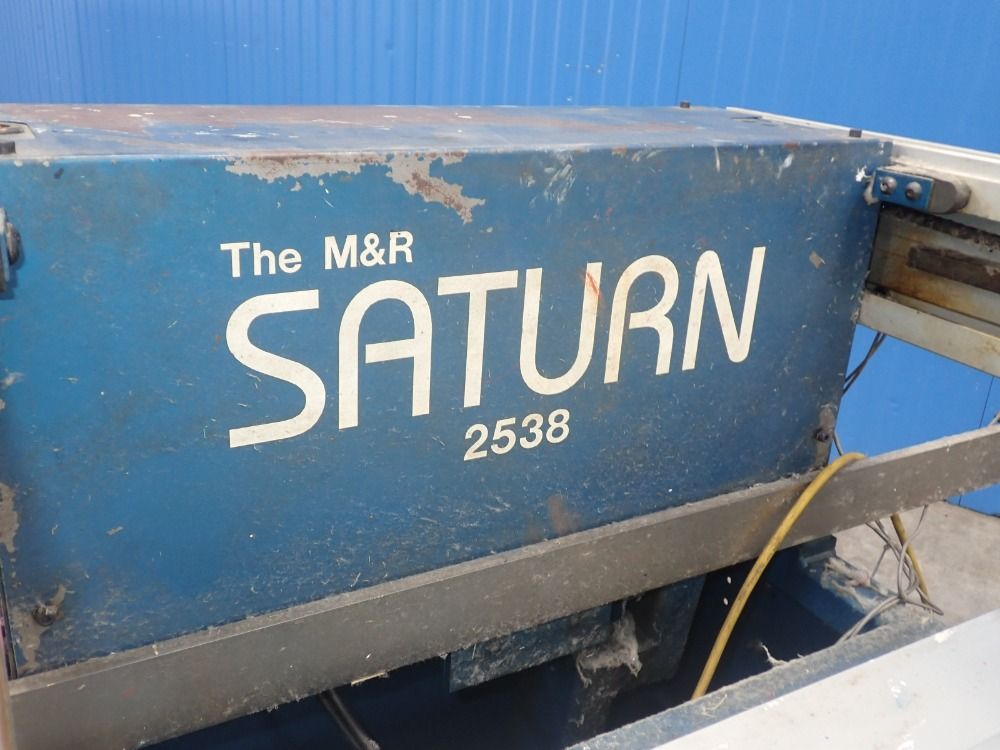 The M&R
SATURN
2538